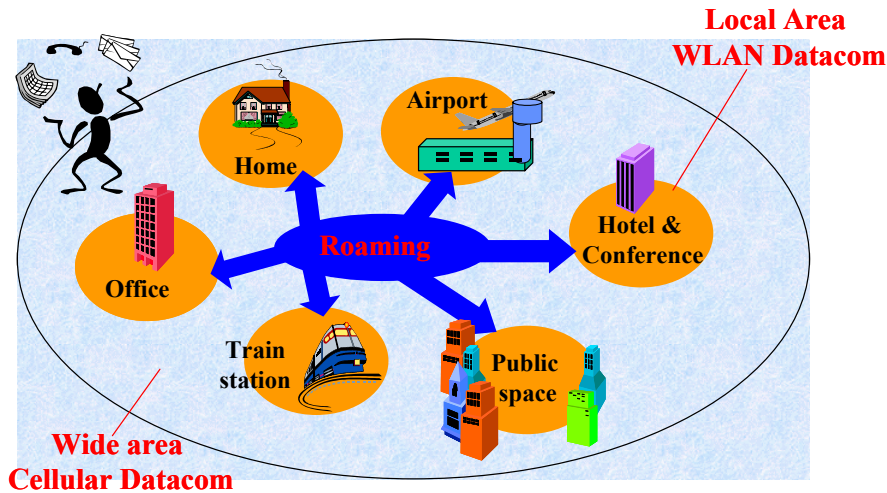 Local Area
WLAN Datacom
Airport
Home
Hotel &
Conference
Roaming
Office
Train
station
Public
space
Wide area
Cellular Datacom